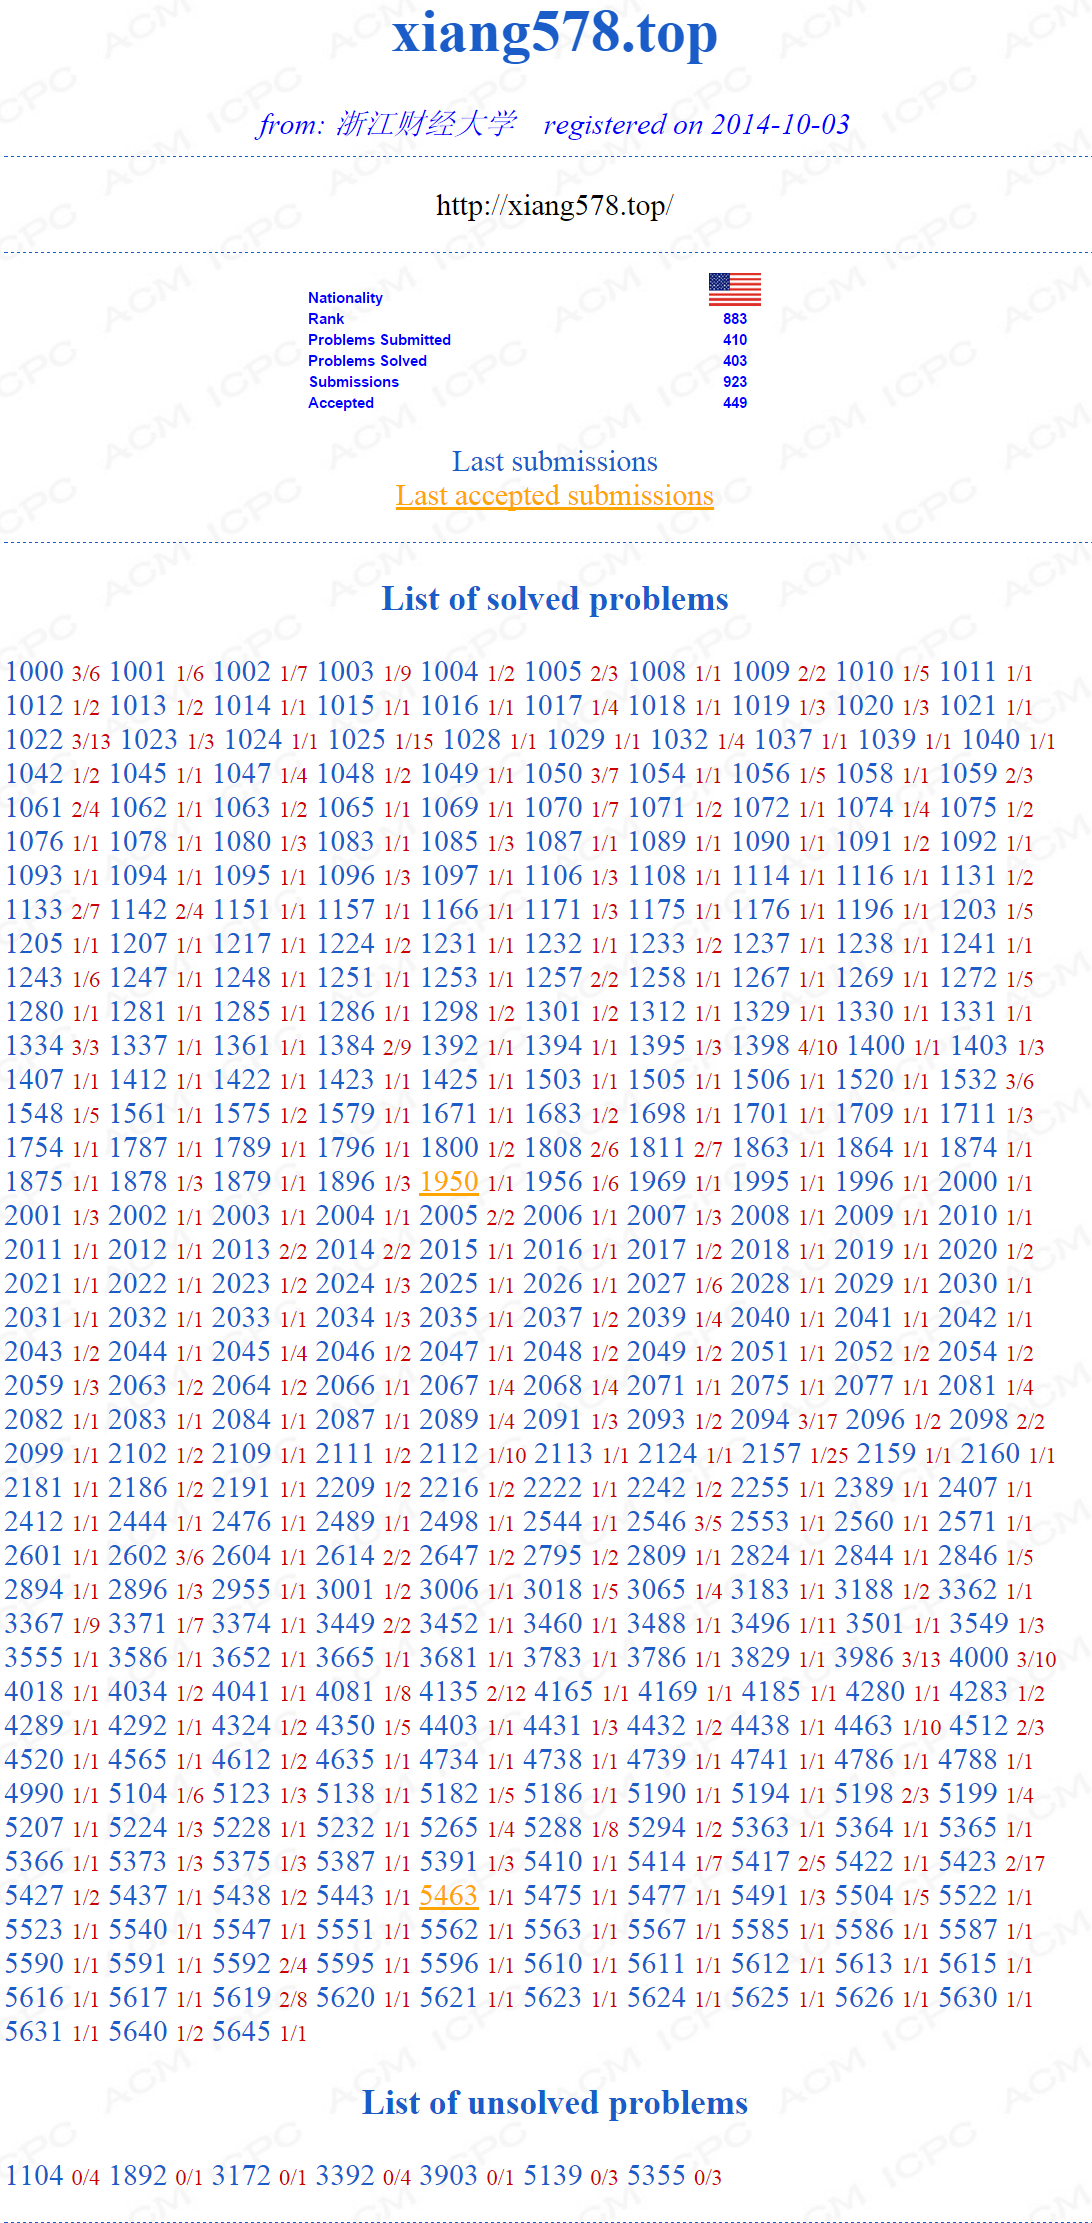 xiang578.top
from: 浙江财经大学 registered on 2014-10-03
http://xiang578.top/
Nationality
Rank 883
Problems Submitted 410
Problems Solved 403
Submissions 923
Accepted 449
Last submissions
Last accepted submissions
List of solved problems
1000 3/6 1001 1/6 1002 1/7 1003 1/9 1004 1/2 1005 2/3 1008 1/1 1009 2/2 1010 1/5 1011 1/1
1012 1/2 1013 1/2 1014 1/1 1015 1/1 1016 1/1 1017 1/4 1018 1/1 1019 1/3 1020 1/3 1021 1/1
1022 3/13 1023 1/3 1024 1/1 1025 1/15 1028 1/1 1029 1/1 1032 1/4 1037 1/1 1039 1/1 1040 1/1
1042 1/2 1045 1/1 1047 1/4 1048 1/2 1049 1/1 1050 3/7 1054 1/1 1056 1/5 1058 1/1 1059 2/3
1061 2/4 1062 1/1 1063 1/2 1065 1/1 1069 1/1 1070 1/7 1071 1/2 1072 1/1 1074 1/4 1075 1/2
1076 1/1 1078 1/1 1080 1/3 1083 1/1 1085 1/3 1087 1/1 1089 1/1 1090 1/1 1091 1/2 1092 1/1
1093 1/1 1094 1/1 1095 1/1 1096 1/3 1097 1/1 1106 1/3 1108 1/1 1114 1/1 1116 1/1 1131 1/2
1133 2/7 1142 2/4 1151 1/1 1157 1/1 1166 1/1 1171 1/3 1175 1/1 1176 1/1 1196 1/1 1203 1/5
1205 1/1 1207 1/1 1217 1/1 1224 1/2 1231 1/1 1232 1/1 1233 1/2 1237 1/1 1238 1/1 1241 1/1
1243 1/6 1247 1/1 1248 1/1 1251 1/1 1253 1/1 1257 2/2 1258 1/1 1267 1/1 1269 1/1 1272 1/5
1280 1/1 1281 1/1 1285 1/1 1286 1/1 1298 1/2 1301 1/2 1312 1/1 1329 1/1 1330 1/1 1331 1/1
1334 3/3 1337 1/1 1361 1/1 1384 2/9 1392 1/1 1394 1/1 1395 1/3 1398 4/10 1400 1/1 1403 1/3
1407 1/1 1412 1/1 1422 1/1 1423 1/1 1425 1/1 1503 1/1 1505 1/1 1506 1/1 1520 1/1 1532 3/6
1548 1/5 1561 1/1 1575 1/2 1579 1/1 1671 1/1 1683 1/2 1698 1/1 1701 1/1 1709 1/1 1711 1/3
1754 1/1 1787 1/1 1789 1/1 1796 1/1 1800 1/2 1808 2/6 1811 2/7 1863 1/1 1864 1/1 1874 1/1
1875 1/1 1878 1/3 1879 1/1 1896 1/3 1950 1/1 1956 1/6 1969 1/1 1995 1/1 1996 1/1 2000 1/1
2001 1/3 2002 1/1 2003 1/1 2004 1/1 2005 2/2 2006 1/1 2007 1/3 2008 1/1 2009 1/1 2010 1/1
2011 1/1 2012 1/1 2013 2/2 2014 2/2 2015 1/1 2016 1/1 2017 1/2 2018 1/1 2019 1/1 2020 1/2
2021 1/1 2022 1/1 2023 1/2 2024 1/3 2025 1/1 2026 1/1 2027 1/6 2028 1/1 2029 1/1 2030 1/1
2031 1/1 2032 1/1 2033 1/1 2034 1/3 2035 1/1 2037 1/2 2039 1/4 2040 1/1 2041 1/1 2042 1/1
2043 1/2 2044 1/1 2045 1/4 2046 1/2 2047 1/1 2048 1/2 2049 1/2 2051 1/1 2052 1/2 2054 1/2
2059 1/3 2063 1/2 2064 1/2 2066 1/1 2067 1/4 2068 1/4 2071 1/1 2075 1/1 2077 1/1 2081 1/4
2082 1/1 2083 1/1 2084 1/1 2087 1/1 2089 1/4 2091 1/3 2093 1/2 2094 3/17 2096 1/2 2098 2/2
2099 1/1 2102 1/2 2109 1/1 2111 1/2 2112 1/10 2113 1/1 2124 1/1 2157 1/25 2159 1/1 2160 1/1
2181 1/1 2186 1/2 2191 1/1 2209 1/2 2216 1/2 2222 1/1 2242 1/2 2255 1/1 2389 1/1 2407 1/1
2412 1/1 2444 1/1 2476 1/1 2489 1/1 2498 1/1 2544 1/1 2546 3/5 2553 1/1 2560 1/1 2571 1/1
2601 1/1 2602 3/6 2604 1/1 2614 2/2 2647 1/2 2795 1/2 2809 1/1 2824 1/1 2844 1/1 2846 1/5
2894 1/1 2896 1/3 2955 1/1 3001 1/2 3006 1/1 3018 1/5 3065 1/4 3183 1/1 3188 1/2 3362 1/1
3367 1/9 3371 1/7 3374 1/1 3449 2/2 3452 1/1 3460 1/1 3488 1/1 3496 1/11 3501 1/1 3549 1/3
3555 1/1 3586 1/1 3652 1/1 3665 1/1 3681 1/1 3783 1/1 3786 1/1 3829 1/1 3986 3/13 4000 3/10
4018 1/1 4034 1/2 4041 1/1 4081 1/8 4135 2/12 4165 1/1 4169 1/1 4185 1/1 4280 1/1 4283 1/2
4289 1/1 4292 1/1 4324 1/2 4350 1/5 4403 1/1 4431 1/3 4432 1/2 4438 1/1 4463 1/10 4512 2/3
4520 1/1 4565 1/1 4612 1/2 4635 1/1 4734 1/1 4738 1/1 4739 1/1 4741 1/1 4786 1/1 4788 1/1
4990 1/1 5104 1/6 5123 1/3 5138 1/1 5182 1/5 5186 1/1 5190 1/1 5194 1/1 5198 2/3 5199 1/4
5207 1/1 5224 1/3 5228 1/1 5232 1/1 5265 1/4 5288 1/8 5294 1/2 5363 1/1 5364 1/1 5365 1/1
5366 1/1 5373 1/3 5375 1/3 5387 1/1 5391 1/3 5410 1/1 5414 1/7 5417 2/5 5422 1/1 5423 2/17
5427 1/2 5437 1/1 5438 1/2 5443 1/1 5463 1/1 5475 1/1 5477 1/1 5491 1/3 5504 1/5 5522 1/1
5523 1/1 5540 1/1 5547 1/1 5551 1/1 5562 1/1 5563 1/1 5567 1/1 5585 1/1 5586 1/1 5587 1/1
5590 1/1 5591 1/1 5592 2/4 5595 1/1 5596 1/1 5610 1/1 5611 1/1 5612 1/1 5613 1/1 5615 1/1
5616 1/1 5617 1/1 5619 2/8 5620 1/1 5621 1/1 5623 1/1 5624 1/1 5625 1/1 5626 1/1 5630 1/1
5631 1/1 5640 1/2 5645 1/1
List of unsolved problems
1104 0/4 1892 0/1 3172 0/1 3392 0/4 3903 0/1 5139 0/3 5355 0/3